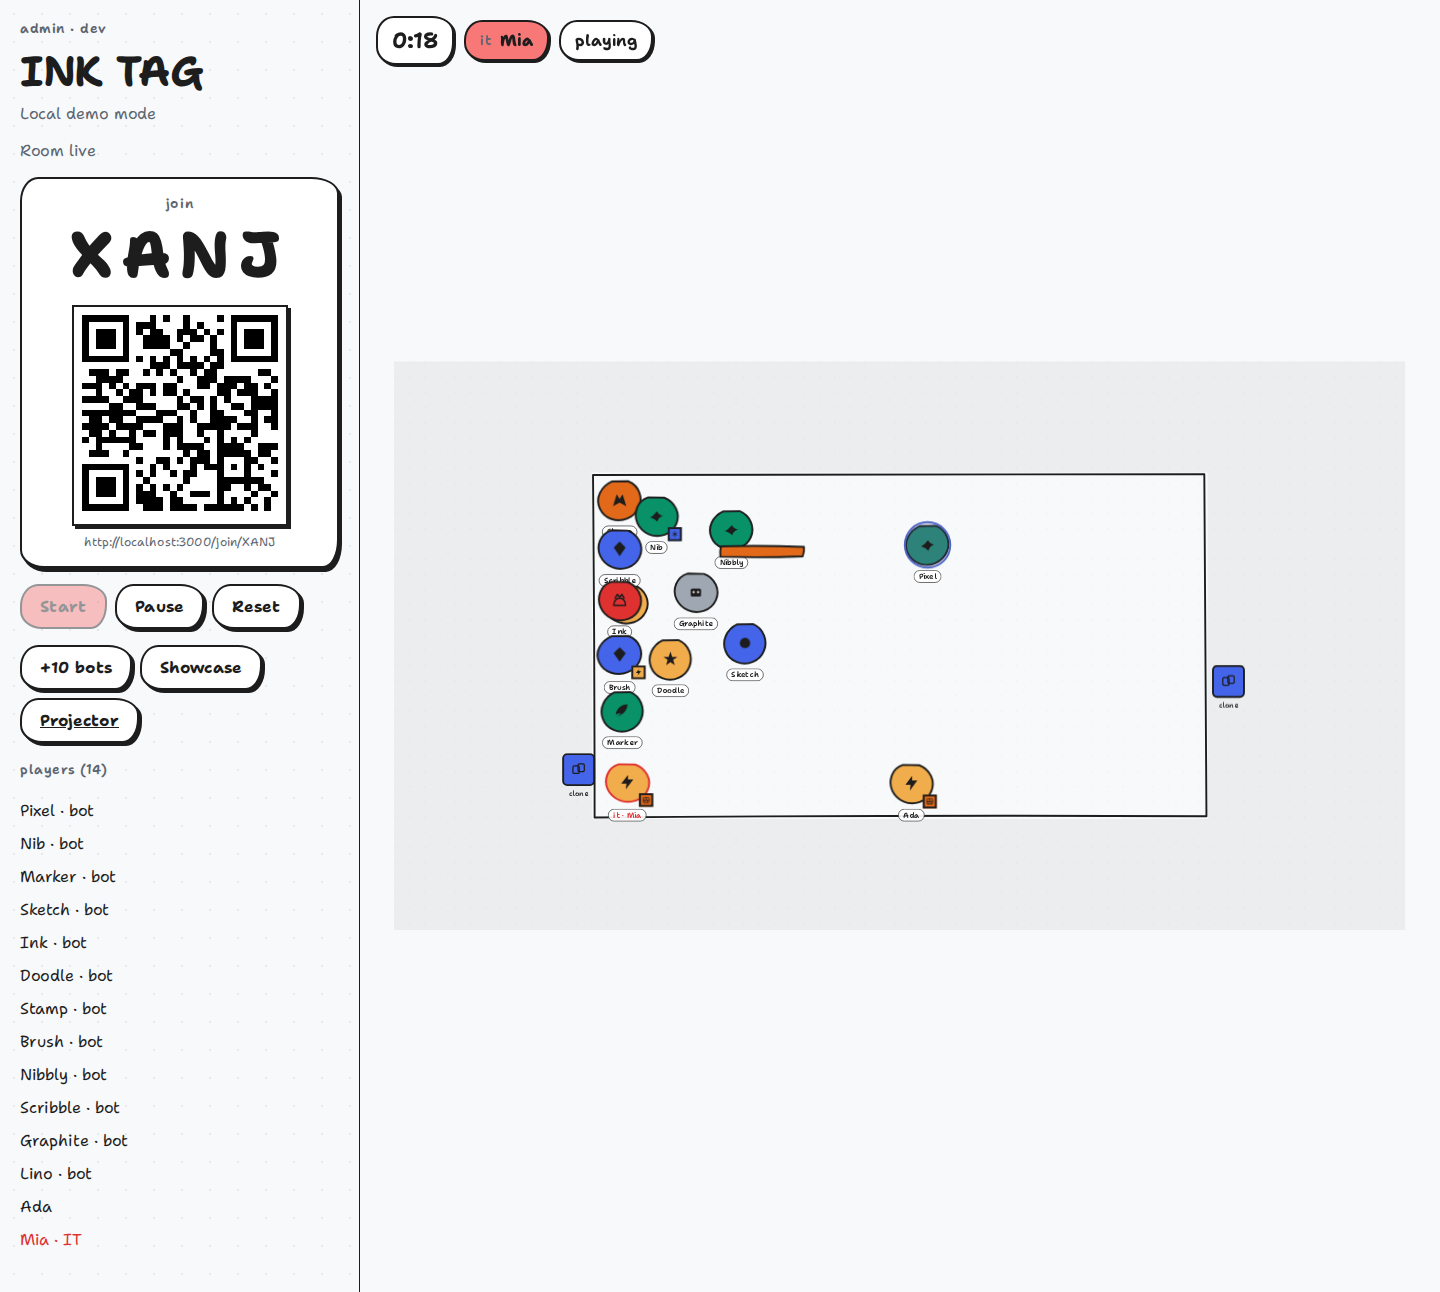 admin · dev
INK TAG
Local demo mode
Room live
join
XANJ
http://localhost:3000/join/XANJ
Start
Pause
Reset
+10 bots
Showcase
Projector
players (14)
Pixel · bot
Nib · bot
Marker · bot
Sketch · bot
Ink · bot
Doodle · bot
Stamp · bot
Brush · bot
Nibbly · bot
Scribble · bot
Graphite · bot
Lino · bot
Ada
Mia · IT
0:18
it Mia
playing
Nib
Nibbly
Pixel
Scribble
Graphite
Ink
Sketch
Brush
Doodle
clone
Marker
clone
it · Mia
Ada